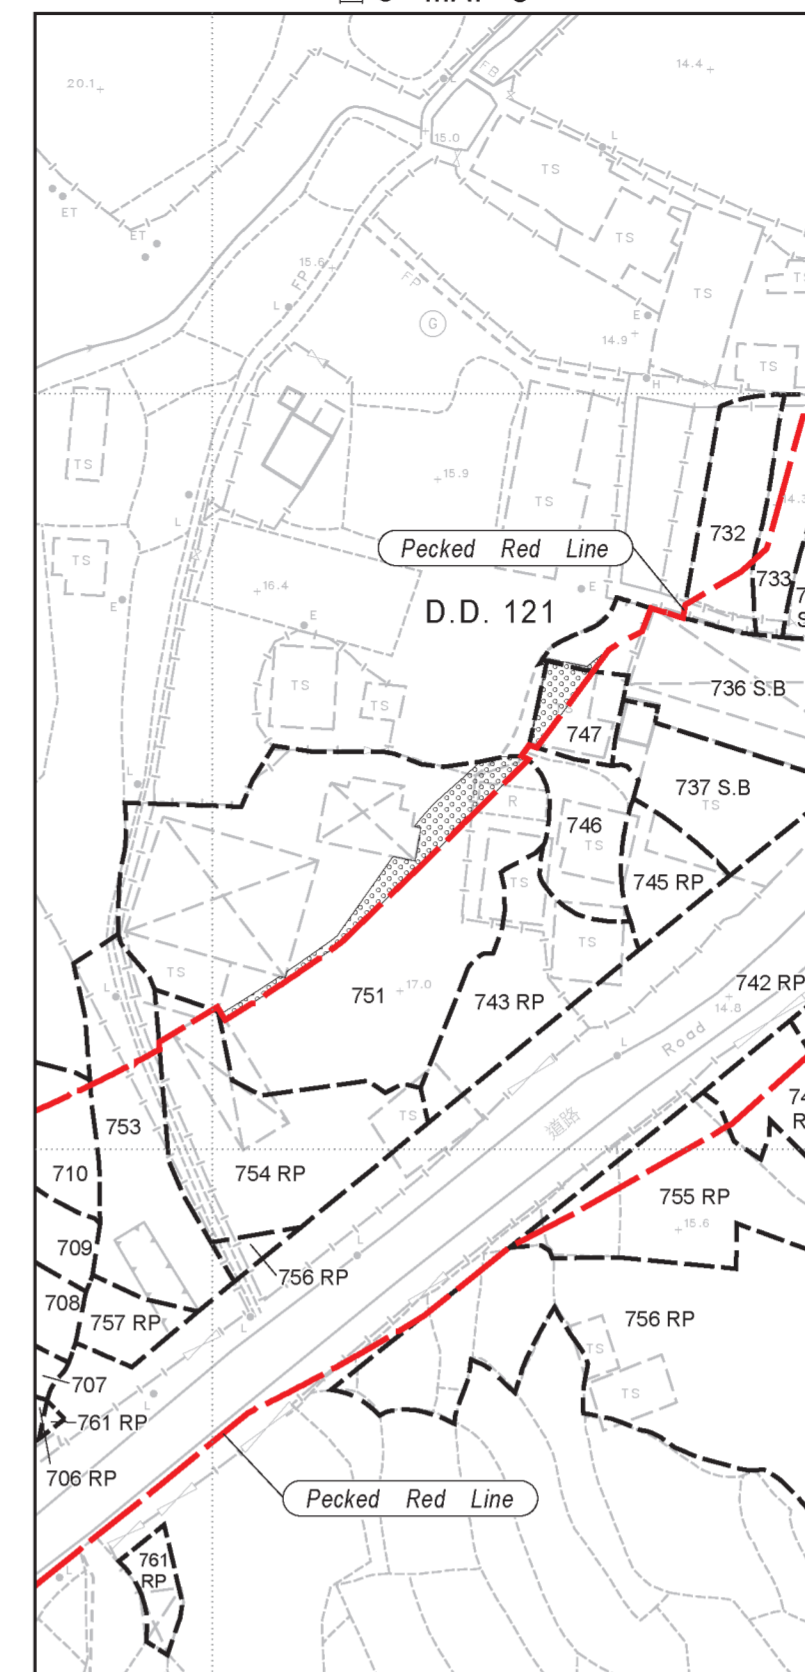 FB
14.4
L
20.1
15.0
L
TS
ET
ET
TS
15.6
FP
FP
TS
TS
L
G
E
14.9
TS
H
TS
15.9
TS
L
14.3
732
Pecked Red Line
733
TS
16.4
E
E
D.D. 121
TS
736 S.B
TS
747
L
737 S.B
R
TS
746
TS
TS
745 RP
TS
TS
742 RP
L
751
17.0
743 RP
14.8
Road
L
道路
TS
753
710
754 RP
755 RP
15.6
709
L
756 RP
708
757 RP
L
756 RP
TS
707
L
TS
761 RP
706 RP
Pecked Red Line
761
RP
L